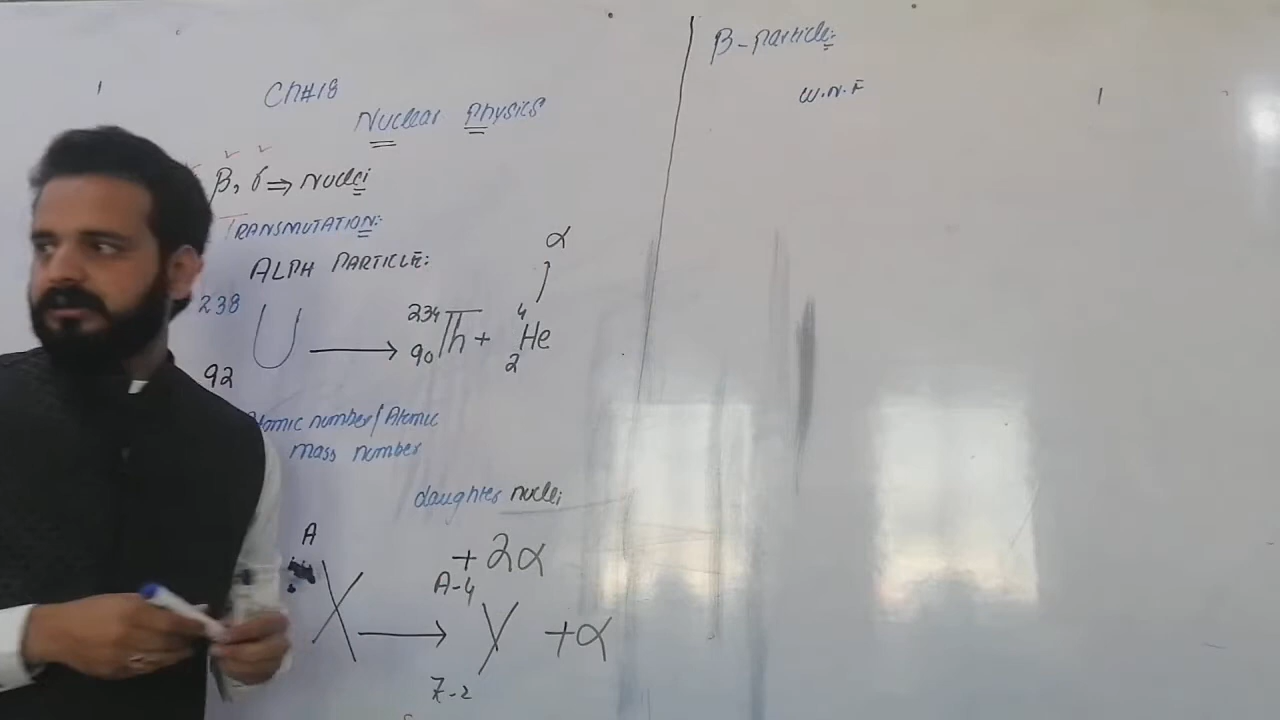 Ch#18
Nuclear Physics
β, γ ⇒ Nuclei
TRANSMUTATION:
ALPH PARTICLE:
α
238
92
U → 234
90
Th + 4
2
He
Atomic number/Atomic
mass number
daughter nuclei
+ 2α
A
X → A-4
Z-2
Y + α
β-particle:
W.N.F